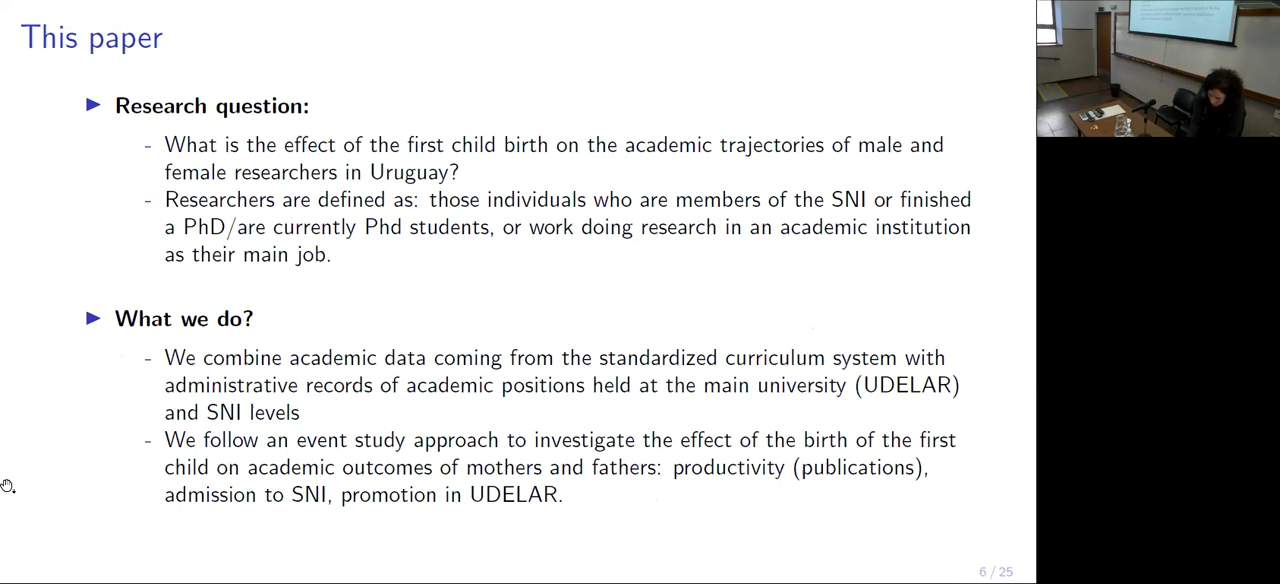 This paper
Research question:
- What is the effect of the first child birth on the academic trajectories of male and
female researchers in Uruguay?
- Researchers are defined as: those individuals who are members of the SNI or finished
a PhD/are currently Phd students, or work doing research in an academic institution
as their main job.
What we do?
- We combine academic data coming from the standardized curriculum system with
administrative records of academic positions held at the main university (UDELAR)
and SNI levels
- We follow an event study approach to investigate the effect of the birth of the first
child on academic outcomes of mothers and fathers: productivity (publications),
admission to SNI, promotion in UDELAR.
6 / 25